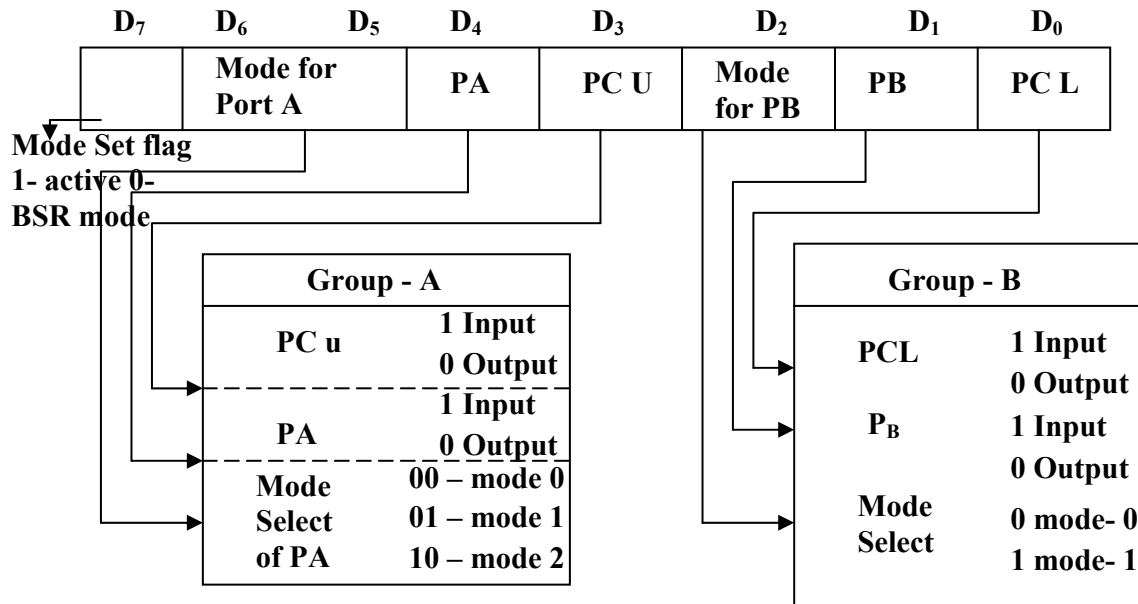 D₇ D₆ D₅ D₄ D₃ D₂ D₁ D₀
Mode for
Port A
PA
PC U
Mode
for PB
PB
PC L
Mode Set flag
1- active 0-
BSR mode
Group - A
PC u
1 Input
0 Output
PA
1 Input
0 Output
Mode
Select
of PA
00 – mode 0
01 – mode 1
10 – mode 2
Group - B
PCL
1 Input
0 Output
P_B
1 Input
0 Output
Mode
Select
0 mode- 0
1 mode- 1